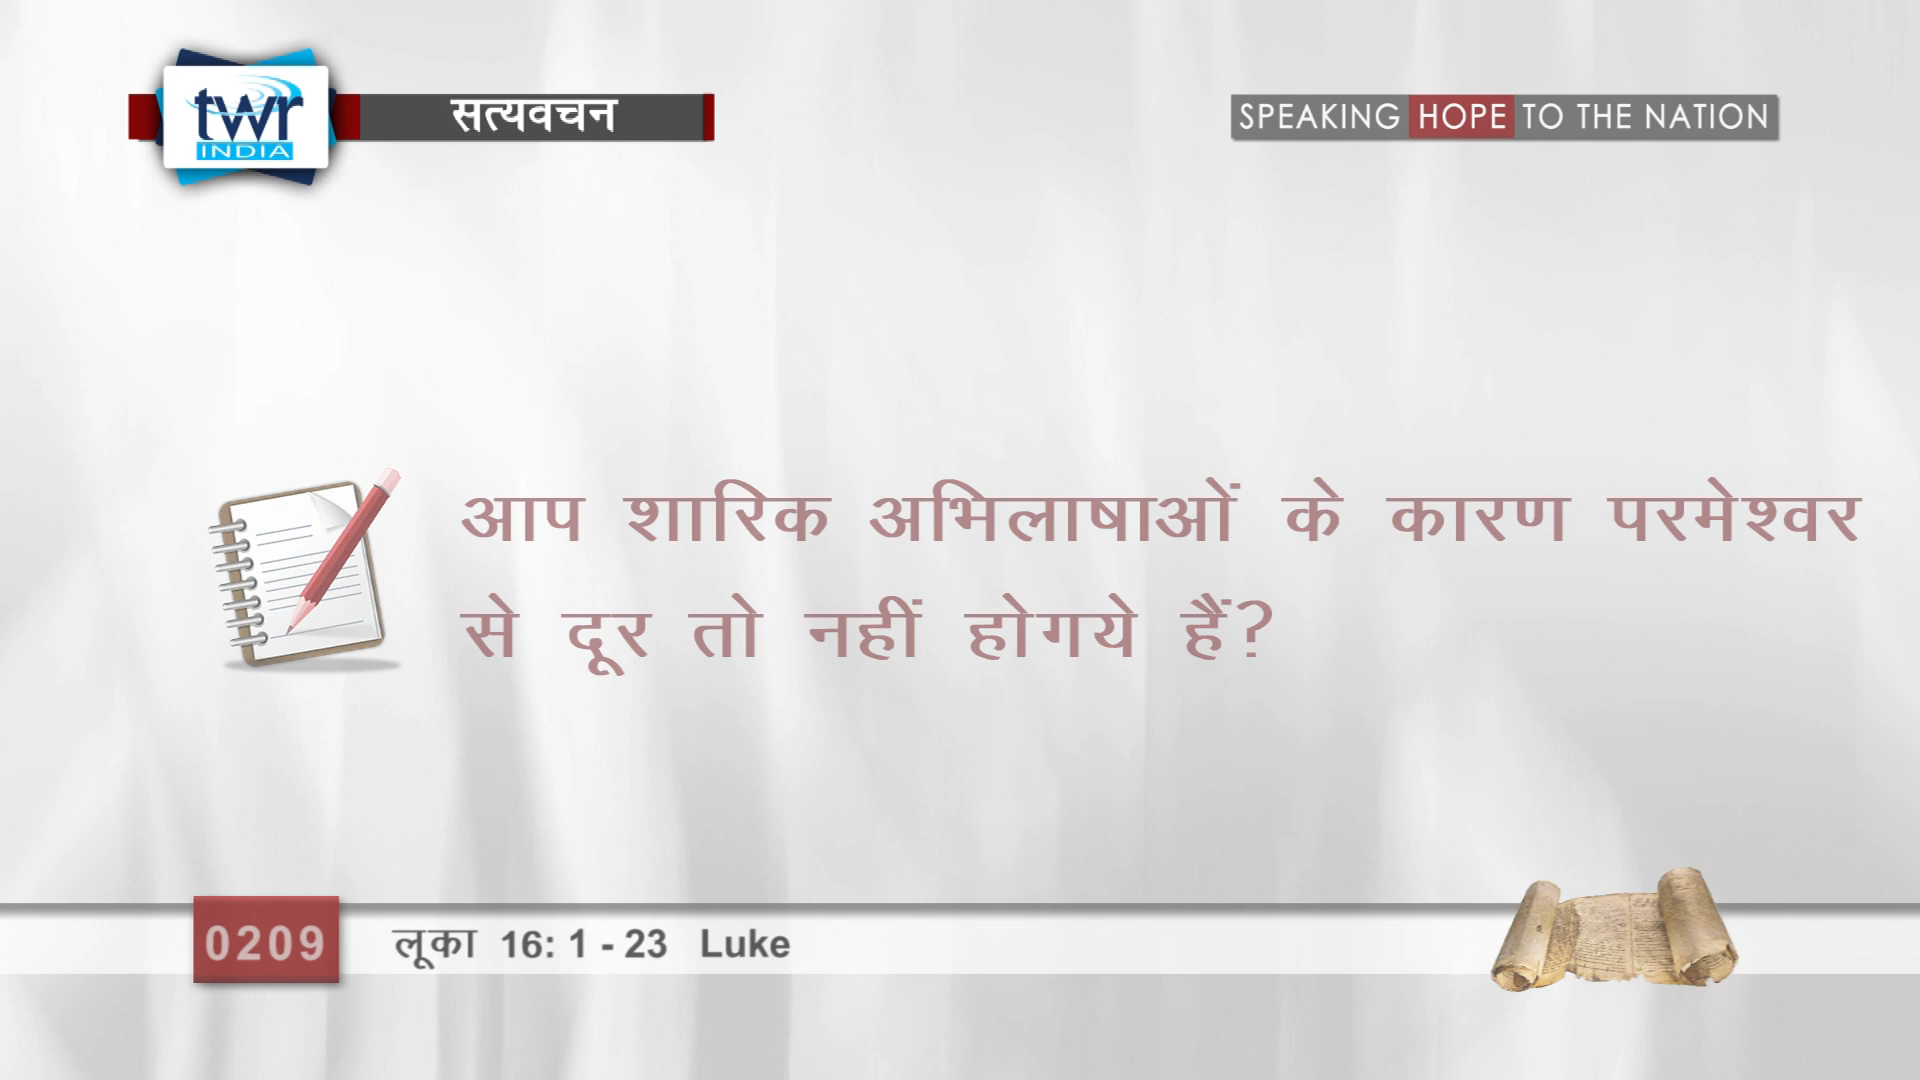 twr
INDIA
सत्यवचन
SPEAKING HOPE TO THE NATION
आप शारिक अभिलाषाओं के कारण परमेश्वर
से दूर तो नहीं होगये हैं?
0209
लूका 16: 1 - 23 Luke